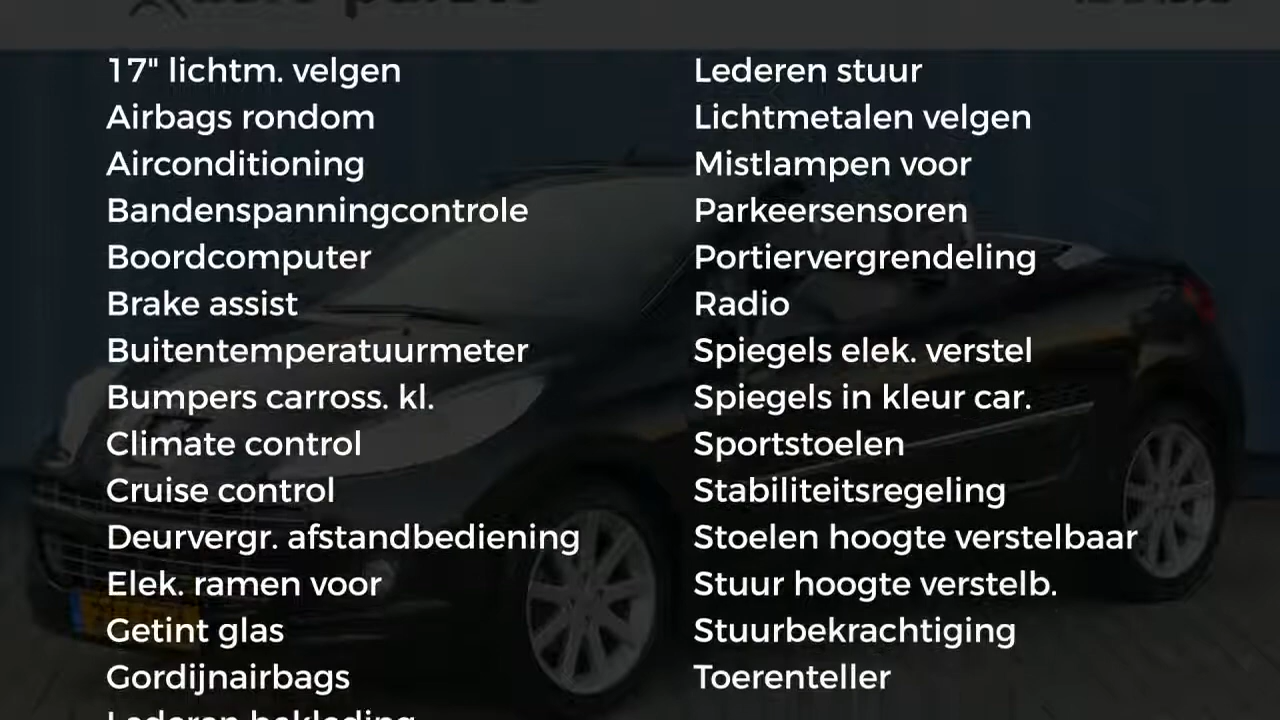 17" lichtm. velgen
Airbags rondom
Airconditioning
Bandenspanningcontrole
Boordcomputer
Brake assist
Buitentemperatuurmeter
Bumpers carross. kl.
Climate control
Cruise control
Deurvergr. afstandbediening
Elek. ramen voor
Getint glas
Gordijnairbags
Lederen bekleding
Lederen stuur
Lichtmetalen velgen
Mistlampen voor
Parkeersensoren
Portiervergrendeling
Radio
Spiegels elek. verstel
Spiegels in kleur car.
Sportstoelen
Stabiliteitsregeling
Stoelen hoogte verstelbaar
Stuur hoogte verstelb.
Stuurbekrachtiging
Toerenteller